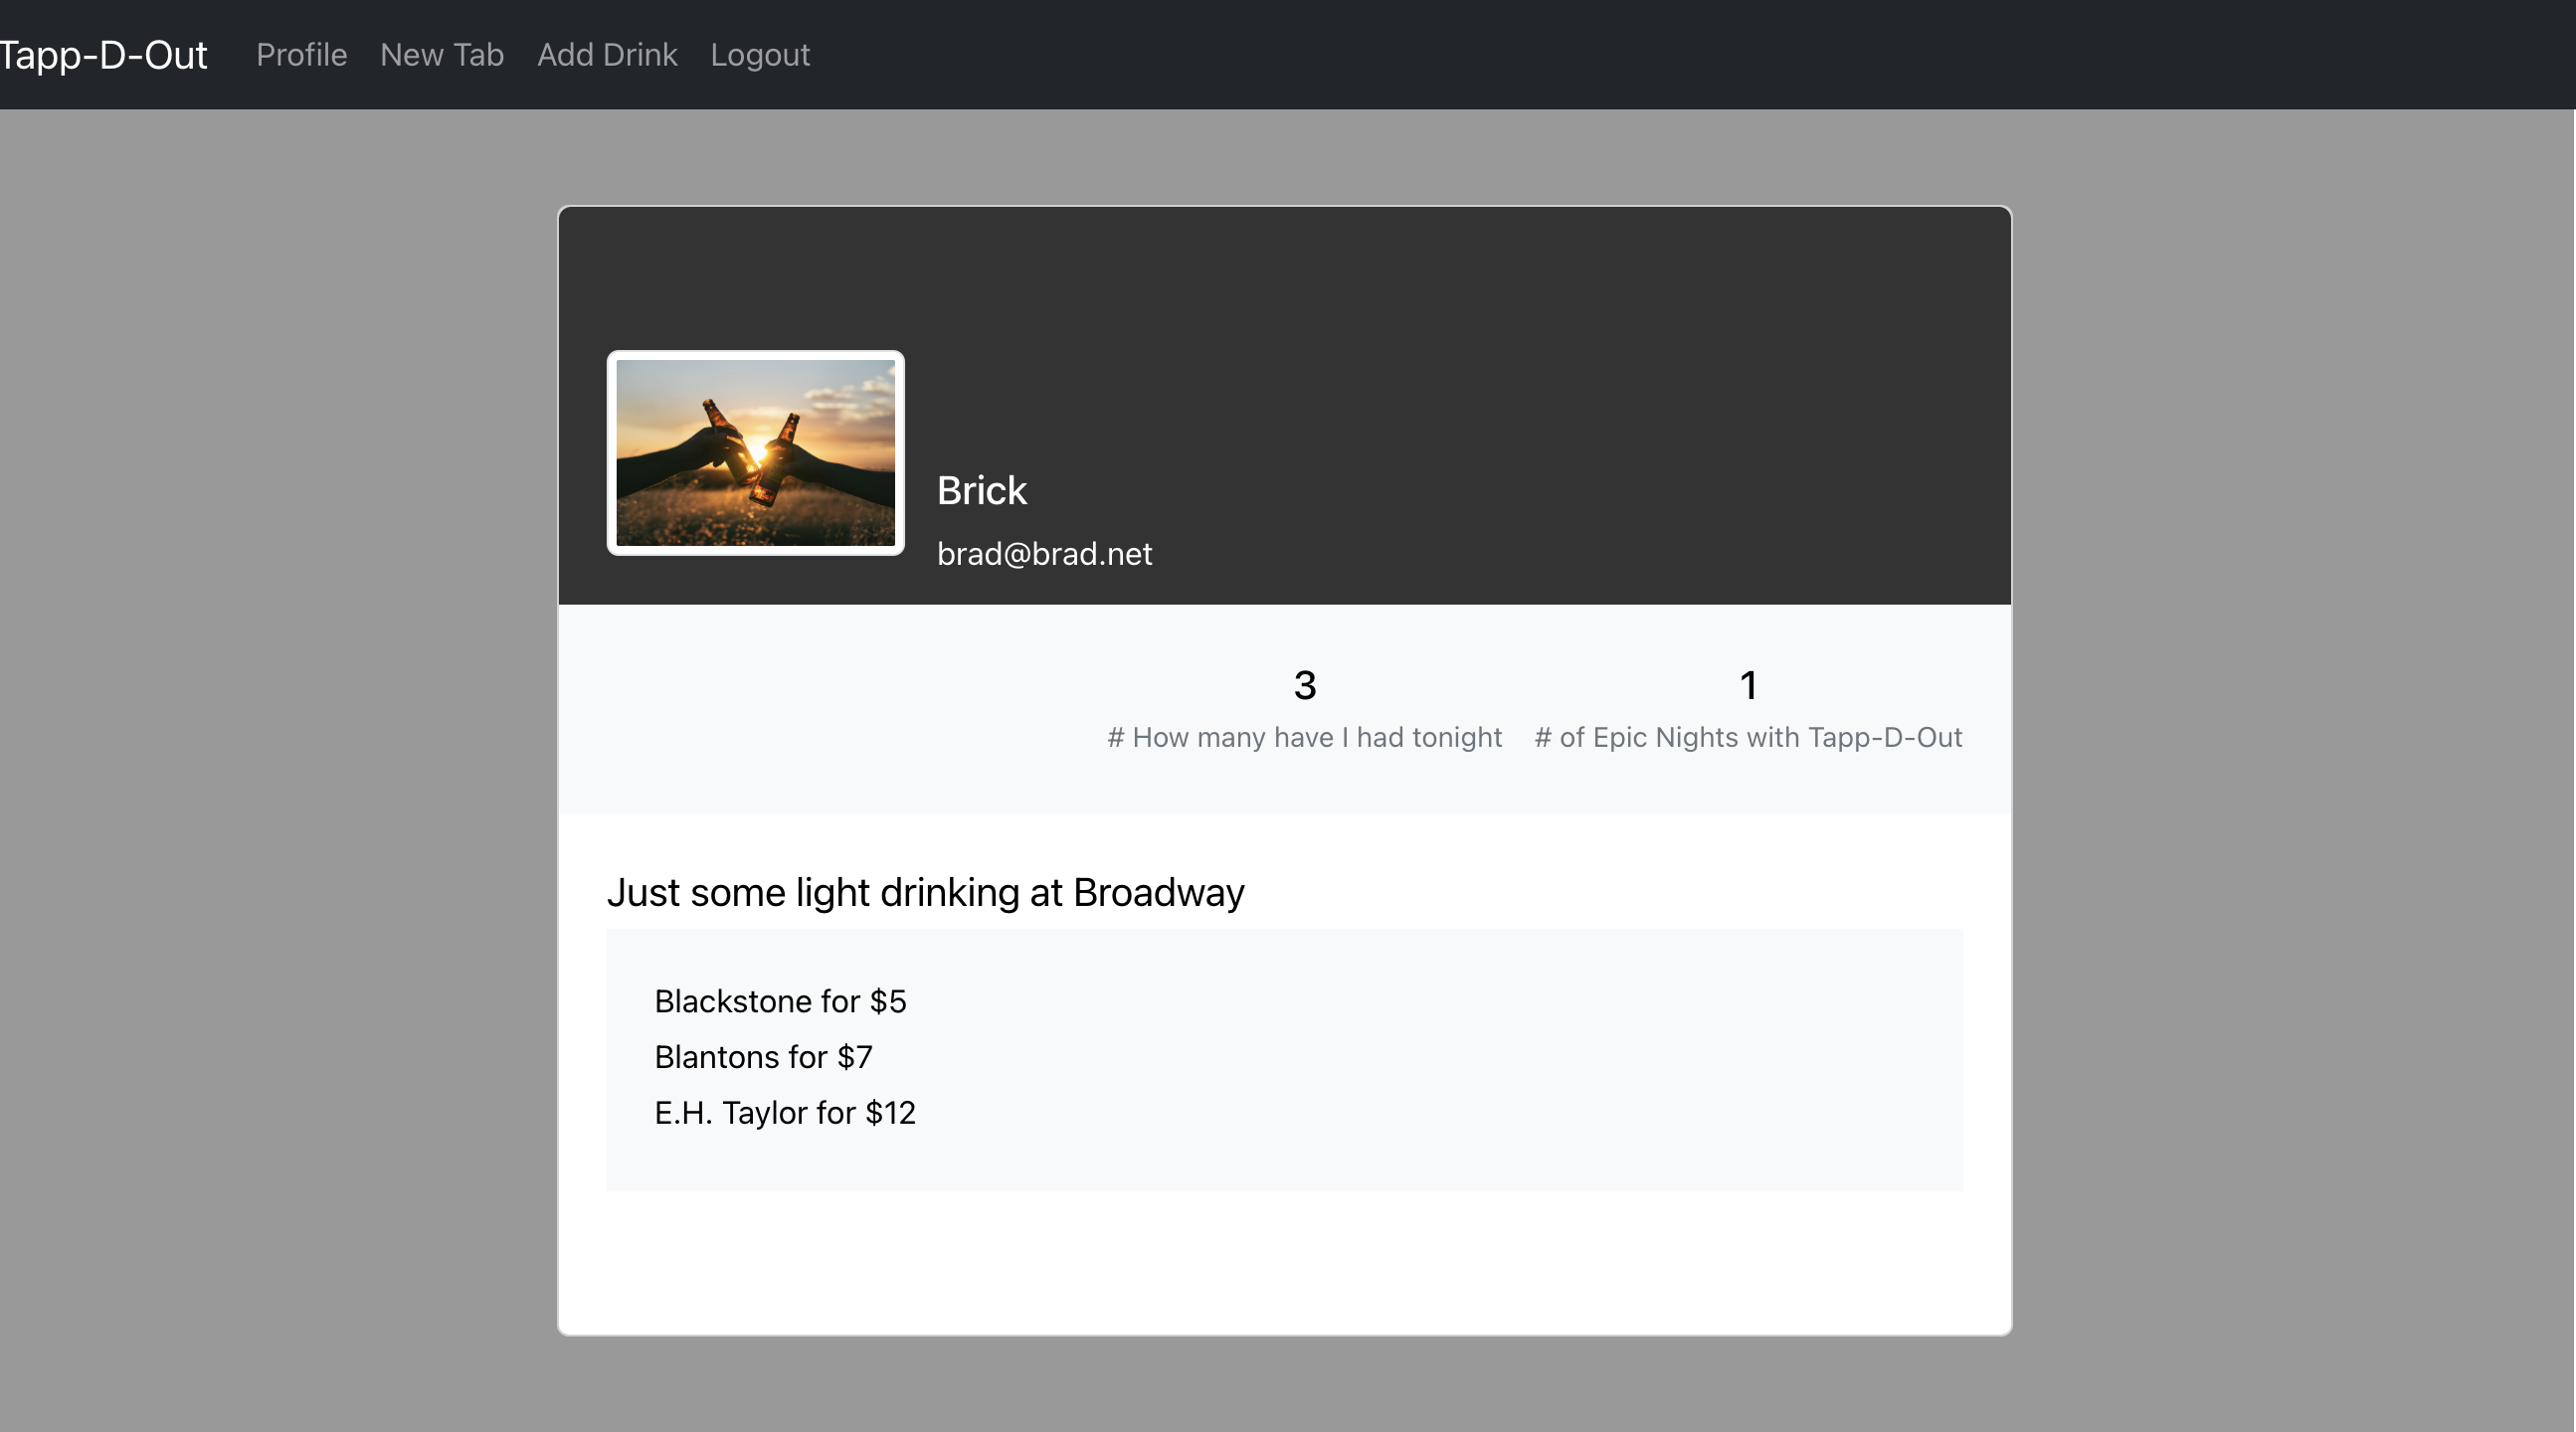 Tapp-D-Out Profile New Tab Add Drink Logout
Brick
brad@brad.net
3 1
# How many have I had tonight # of Epic Nights with Tapp-D-Out
Just some light drinking at Broadway
Blackstone for $5
Blantons for $7
E.H. Taylor for $12